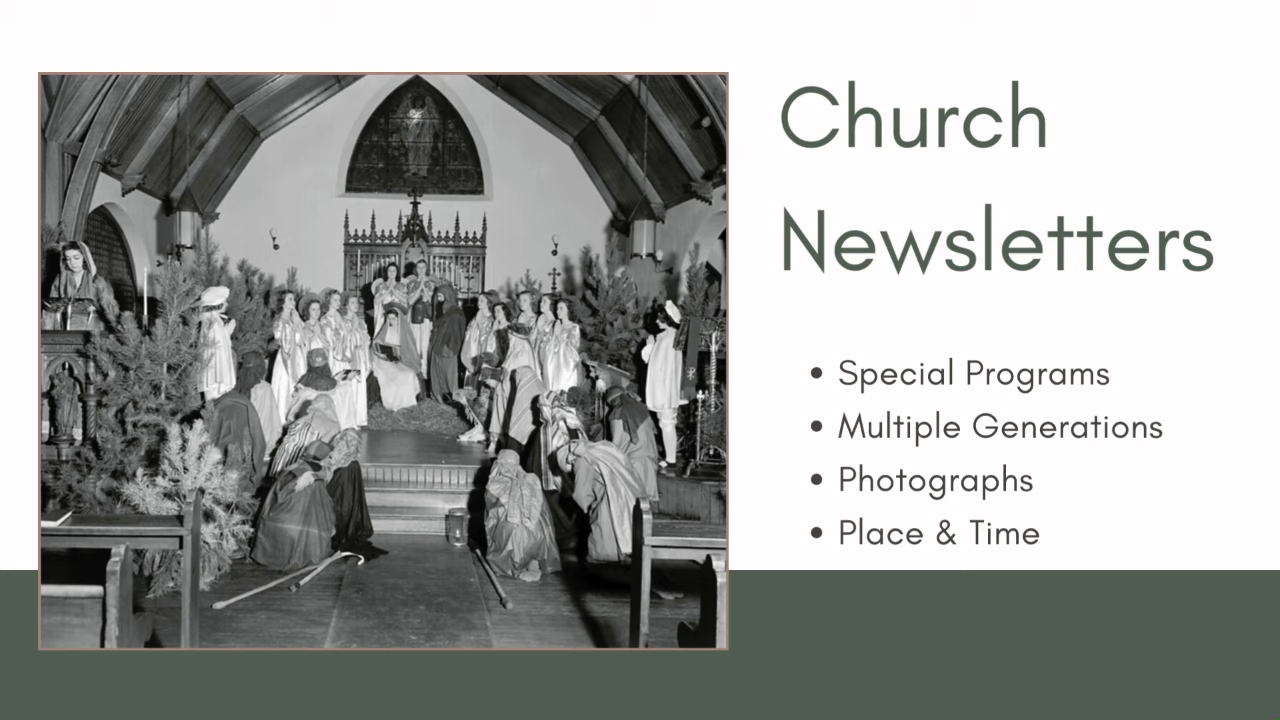 Church
Newsletters
• Special Programs
• Multiple Generations
• Photographs
• Place & Time